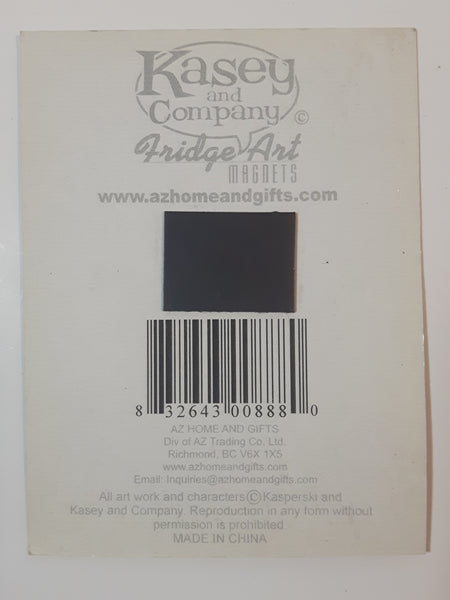 Kasey
and
Company ©
Fridge Art
MAGNETS
www.azhomeandgifts.com
8 32643 00888 0
AZ HOME AND GIFTS
Div of AZ Trading Co, Ltd.
Richmond, BC V6X 1X5
www.azhomeandgifts.com
Email: Inquiries@azhomeandgifts.com
All art work and characters©Kasperski and
Kasey and Company. Reproduction in any form without
permission is prohibited
MADE IN CHINA